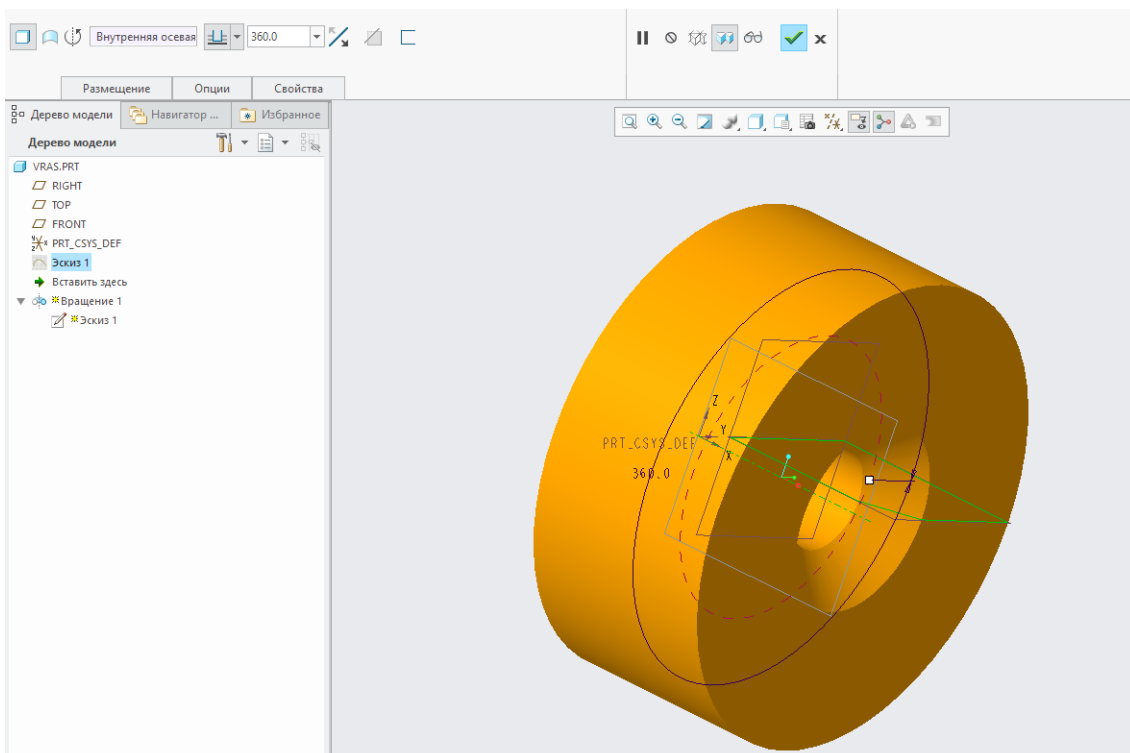 Внутренняя осевая 360.0
Размещение Опции Свойства
Дерево модели Навигатор ... Избранное
Дерево модели
VRAS.PRT
RIGHT
TOP
FRONT
PRT_CSYS_DEF
Эскиз 1
Вставить здесь
Вращение 1
Эскиз 1
Z
Y
X
PRT_CSYS_DEF
360.0